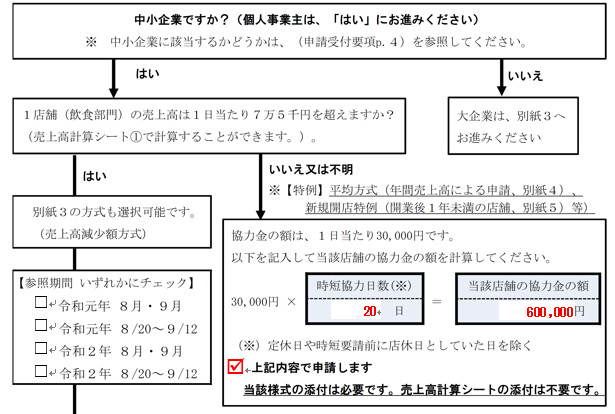 中小企業ですか？（個人事業主は、「はい」にお進みください）
※　中小企業に該当するかどうかは、（申請受付要項p.４）を参照してください。
はい
いいえ
１店舗（飲食部門）の売上高は１日当たり７万５千円を超えますか？
（売上高計算シート①で計算することができます。）。
大企業は、別紙３へ
お進みください
はい
いいえ又は不明
※【特例】平均方式（年間売上高による申請、別紙４）、
新規開店特例（開業後１年未満の店舗、別紙５）等）
別紙３の方式も選択可能です。
（売上高減少額方式）
協力金の額は、１日当たり30,000円です。
以下を記入して当該店舗の協力金の額を計算してください。
時短協力日数（※）
当該店舗の協力金の額
30,000円 × 20 日 ＝ 600,000円
（※）定休日や時短要請前に店休日としていた日を除く
☑上記内容で申請します
当該様式の添付は必要です。売上高計算シートの添付は不要です。
【参照期間 いずれかにチェック】
□令和元年 ８月・９月
□令和元年 8/20～９/12
□令和２年 ８月・９月
□令和２年 8/20～９/12